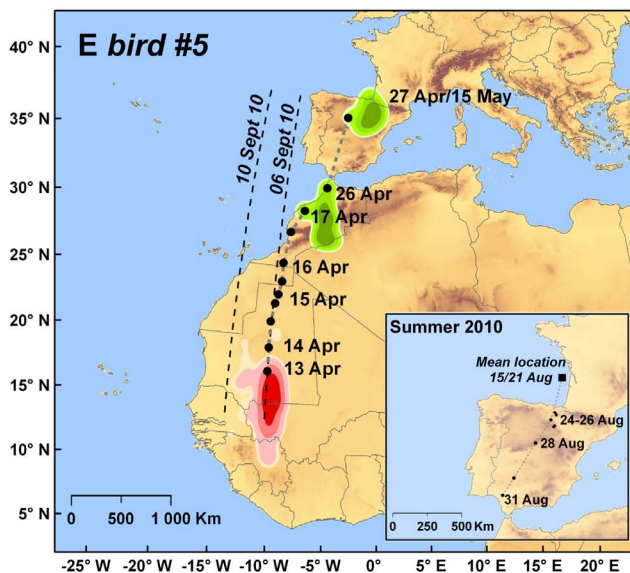 E bird #5
40° N
35° N
30° N
25° N
20° N
15° N
10° N
5° N
10 Sept 10
06 Sept 10
27 Apr/15 May
26 Apr
17 Apr
16 Apr
15 Apr
14 Apr
13 Apr
0 500 1 000 Km
Summer 2010
Mean location
15/21 Aug
24-26 Aug
28 Aug
31 Aug
0 250 500 Km
-25° W -20° W -15° W -10° W -5° W 0° 5° E 10° E 15° E 20° E